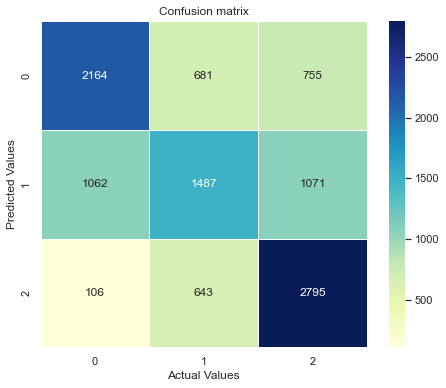 Confusion matrix
Predicted Values
0
2164 681 755
1
1062 1487 1071
2
106 643 2795
0 1 2
Actual Values
2500
2000
1500
1000
500